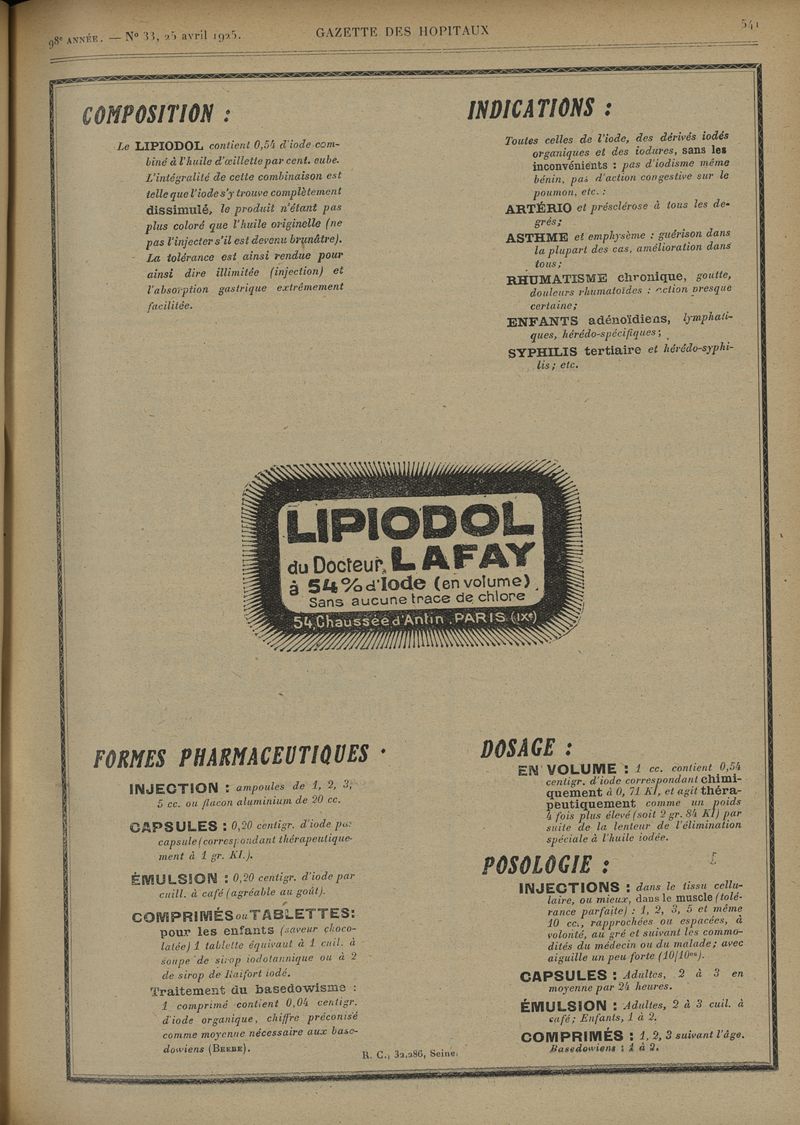 98e ANNÉE. — No 33, 25 avril 1925.
GAZETTE DES HOPITAUX
541
COMPOSITION :
Le LIPIODOL contient 0,54 d'iode com-
biné à l'huile d'œillette par cent. cube.
L'intégralité de cette combinaison est
telle que l'iode s'y trouve complètement
dissimulé, le produit n'étant pas
plus coloré que l'huile originelle (ne
pas l'injecter s'il est devenu brunâtre).
La tolérance est ainsi rendue pour
ainsi dire illimitée (injection) et
l'absorption gastrique extrêmement
facilitée.
INDICATIONS :
Toutes celles de l'iode, des dérivés iodés
organiques et des iodures, sans les
inconvénients : pas d'iodisme même
bénin, pas d'action congestive sur le
poumon, etc. :
ARTÉRIO et présclérose à tous les de-
grés;
ASTHME et emphysème : guérison dans
la plupart des cas, amélioration dans
tous;
RHUMATISME chronique, goutte,
douleurs rhumatoïdes : action presque
certaine;
ENFANTS adénoïdiens, lymphati-
ques, hérédo-spécifiques;
SYPHILIS tertiaire et hérédo-syphi-
lis; etc.
LIPIODOL
du Docteur LAFAY
à 54% d'Iode (en volume)
Sans aucune trace de chlore
54, Chaussée d'Antin . PARIS (IXe)
FORMES PHARMACEUTIQUES
INJECTION : ampoules de 1, 2, 3,
5 cc. ou flacon aluminium de 20 cc.
CAPSULES : 0,20 centigr. d'iode par
capsule (correspondant thérapeutique-
ment à 1 gr. KI.).
ÉMULSION : 0,20 centigr. d'iode par
cuill. à café (agréable au goût).
COMPRIMÉS ou TABLETTES:
pour les enfants (saveur choco-
latée) 1 tablette équivaut à 1 cuil. à
soupe de sirop iodotannique ou à 2
de sirop de Raifort iodé.
Traitement du basedowisme :
1 comprimé contient 0,04 centigr.
d'iode organique, chiffre préconisé
comme moyenne nécessaire aux base-
dowiens (BEEBE).
DOSAGE :
EN VOLUME : 1 cc. contient 0,54
centigr. d'iode correspondant chimi-
quement à 0, 71 KI, et agit théra-
peutiquement comme un poids
4 fois plus élevé (soit 2 gr. 84 KI) par
suite de la lenteur de l'élimination
spéciale à l'huile iodée.
POSOLOGIE :
INJECTIONS : dans le tissu cellu-
laire, ou mieux, dans le muscle (tolé-
rance parfaite) : 1, 2, 3, 5 et même
10 cc., rapprochées ou espacées, à
volonté, au gré et suivant les commo-
dités du médecin ou du malade; avec
aiguille un peu forte (10/10es).
CAPSULES : Adultes, 2 à 3 en
moyenne par 24 heures.
ÉMULSION : Adultes, 2 à 3 cuil. à
café; Enfants, 1 à 2.
COMPRIMÉS : 1, 2, 3 suivant l'âge.
Basedowiens : 1 à 2.
R. C., 32.286, Seine.